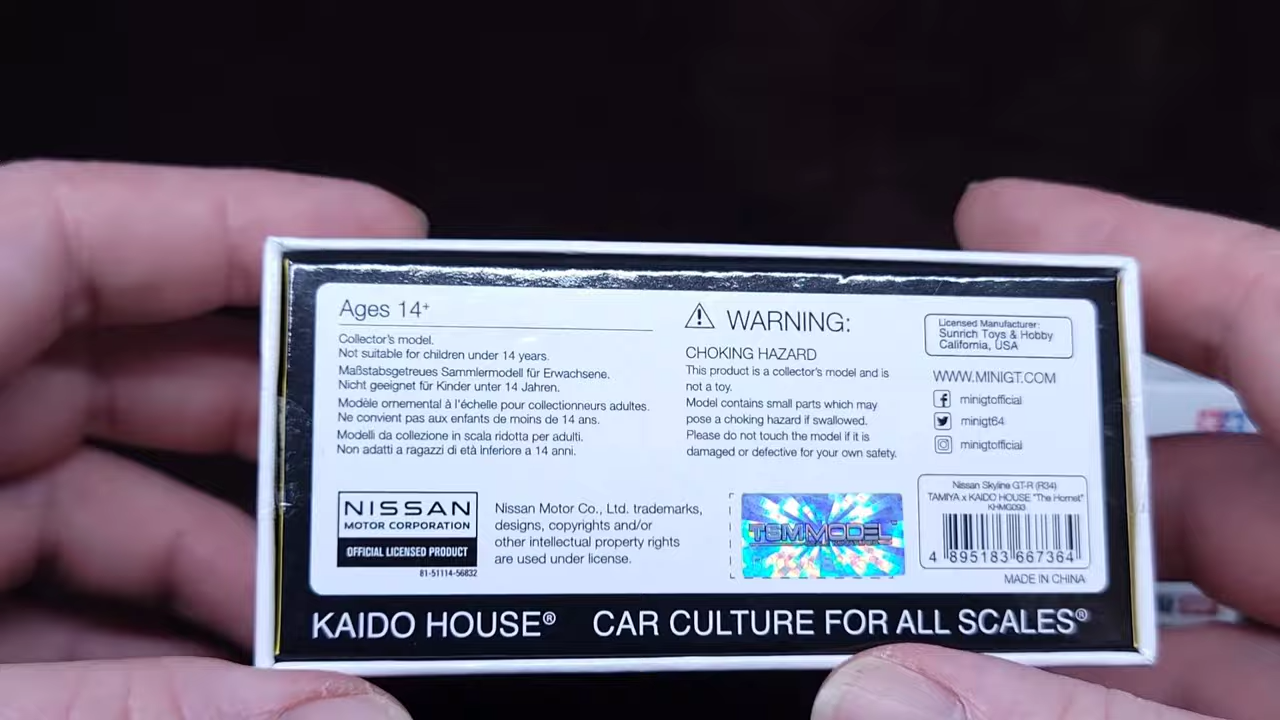 Ages 14+
Collector's model.
Not suitable for children under 14 years.
Maßstabsgetreues Sammlermodell für Erwachsene.
Nicht geeignet für Kinder unter 14 Jahren.
Modèle ornemental à l'échelle pour collectionneurs adultes.
Ne convient pas aux enfants de moins de 14 ans.
Modelli da collezione in scala ridotta per adulti.
Non adatti a ragazzi di età inferiore a 14 anni.
WARNING:
CHOKING HAZARD
This product is a collector's model and is
not a toy.
Model contains small parts which may
pose a choking hazard if swallowed.
Please do not touch the model if it is
damaged or defective for your own safety.
Licensed Manufacturer:
Sunrich Toys & Hobby
California, USA
WWW.MINIGT.COM
minigtofficial
minigt64
minigtofficial
NISSAN
MOTOR CORPORATION
OFFICIAL LICENSED PRODUCT
81-51114-56832
Nissan Motor Co., Ltd. trademarks,
designs, copyrights and/or
other intellectual property rights
are used under license.
TSMMODEL
Nissan Skyline GT-R (R34)
TAMIYA x KAIDO HOUSE "The Hornet"
KHMG093
4 895183 667364
MADE IN CHINA
KAIDO HOUSE® CAR CULTURE FOR ALL SCALES®